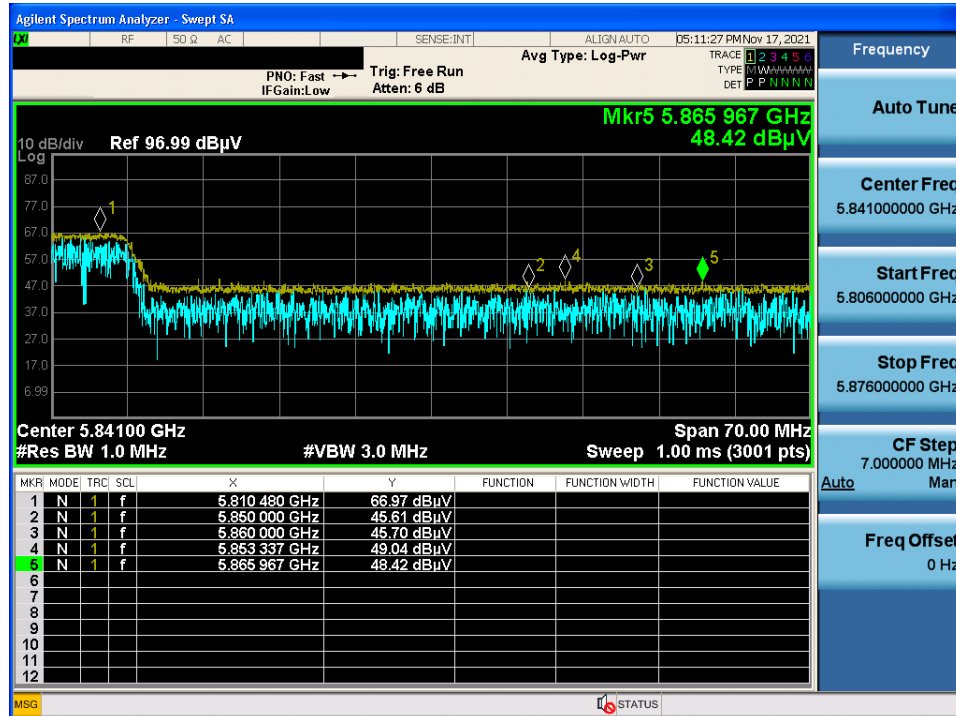 Agilent Spectrum Analyzer - Swept SA
LXI RF 50 Ω AC SENSE:INT ALIGN AUTO 05:11:27 PM Nov 17, 2021
Avg Type: Log-Pwr TRACE 1 2 3 4 5 6
PNO: Fast Trig: Free Run TYPE M W W W W W
IFGain:Low Atten: 6 dB DET P P N N N N
Mkr5 5.865 967 GHz
48.42 dBµV
10 dB/div Ref 96.99 dBµV
Log
87.0
77.0
67.0
57.0
47.0
37.0
27.0
17.0
6.99
1
2
4
3
5
Center 5.84100 GHz Span 70.00 MHz
#Res BW 1.0 MHz #VBW 3.0 MHz Sweep 1.00 ms (3001 pts)
MKR MODE TRC SCL X Y FUNCTION FUNCTION WIDTH FUNCTION VALUE
1 N 1 f 5.810 480 GHz 66.97 dBµV
2 N 1 f 5.850 000 GHz 45.61 dBµV
3 N 1 f 5.860 000 GHz 45.70 dBµV
4 N 1 f 5.853 337 GHz 49.04 dBµV
5 N 1 f 5.865 967 GHz 48.42 dBµV
6
7
8
9
10
11
12
MSG STATUS
Frequency
Auto Tune
Center Freq
5.841000000 GHz
Start Freq
5.806000000 GHz
Stop Freq
5.876000000 GHz
CF Step
7.000000 MHz
Auto Man
Freq Offset
0 Hz